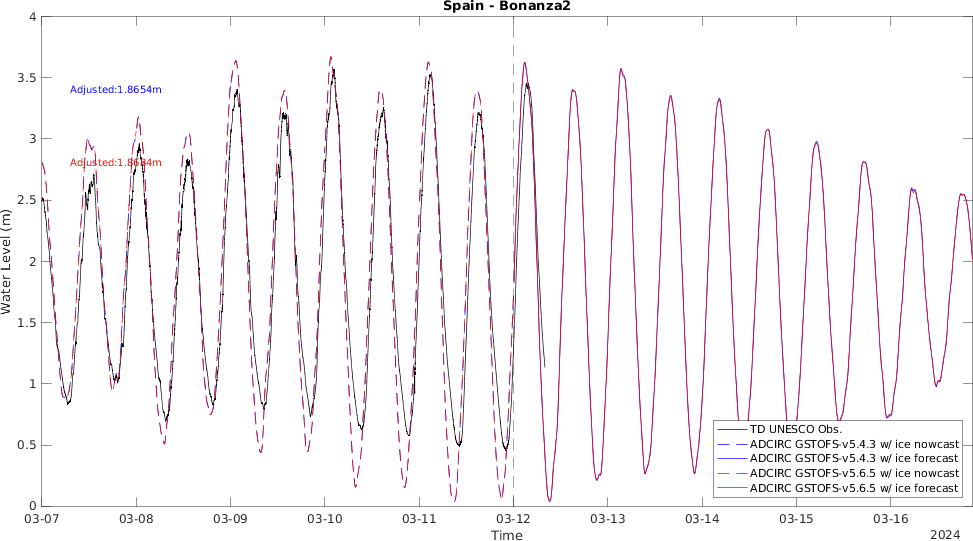 Spain - Bonanza2
4
3.5
3
2.5
2
1.5
1
0.5
0
Water Level (m)
Adjusted:1.8654m
Adjusted:1.8684m
03-07
03-08
03-09
03-10
03-11
03-12
03-13
03-14
03-15
03-16
Time
2024
TD UNESCO Obs.
ADCIRC GSTOFS-v5.4.3 w/ ice nowcast
ADCIRC GSTOFS-v5.4.3 w/ ice forecast
ADCIRC GSTOFS-v5.6.5 w/ ice nowcast
ADCIRC GSTOFS-v5.6.5 w/ ice forecast